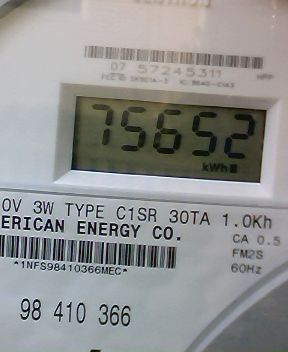 07 57245311
75652
kWh
0V 3W TYPE C1SR 30TA 1.0Kh
ERICAN ENERGY CO.
CA 0.5
FM2S
60Hz
*1NFS98410366MEC*
98 410 366